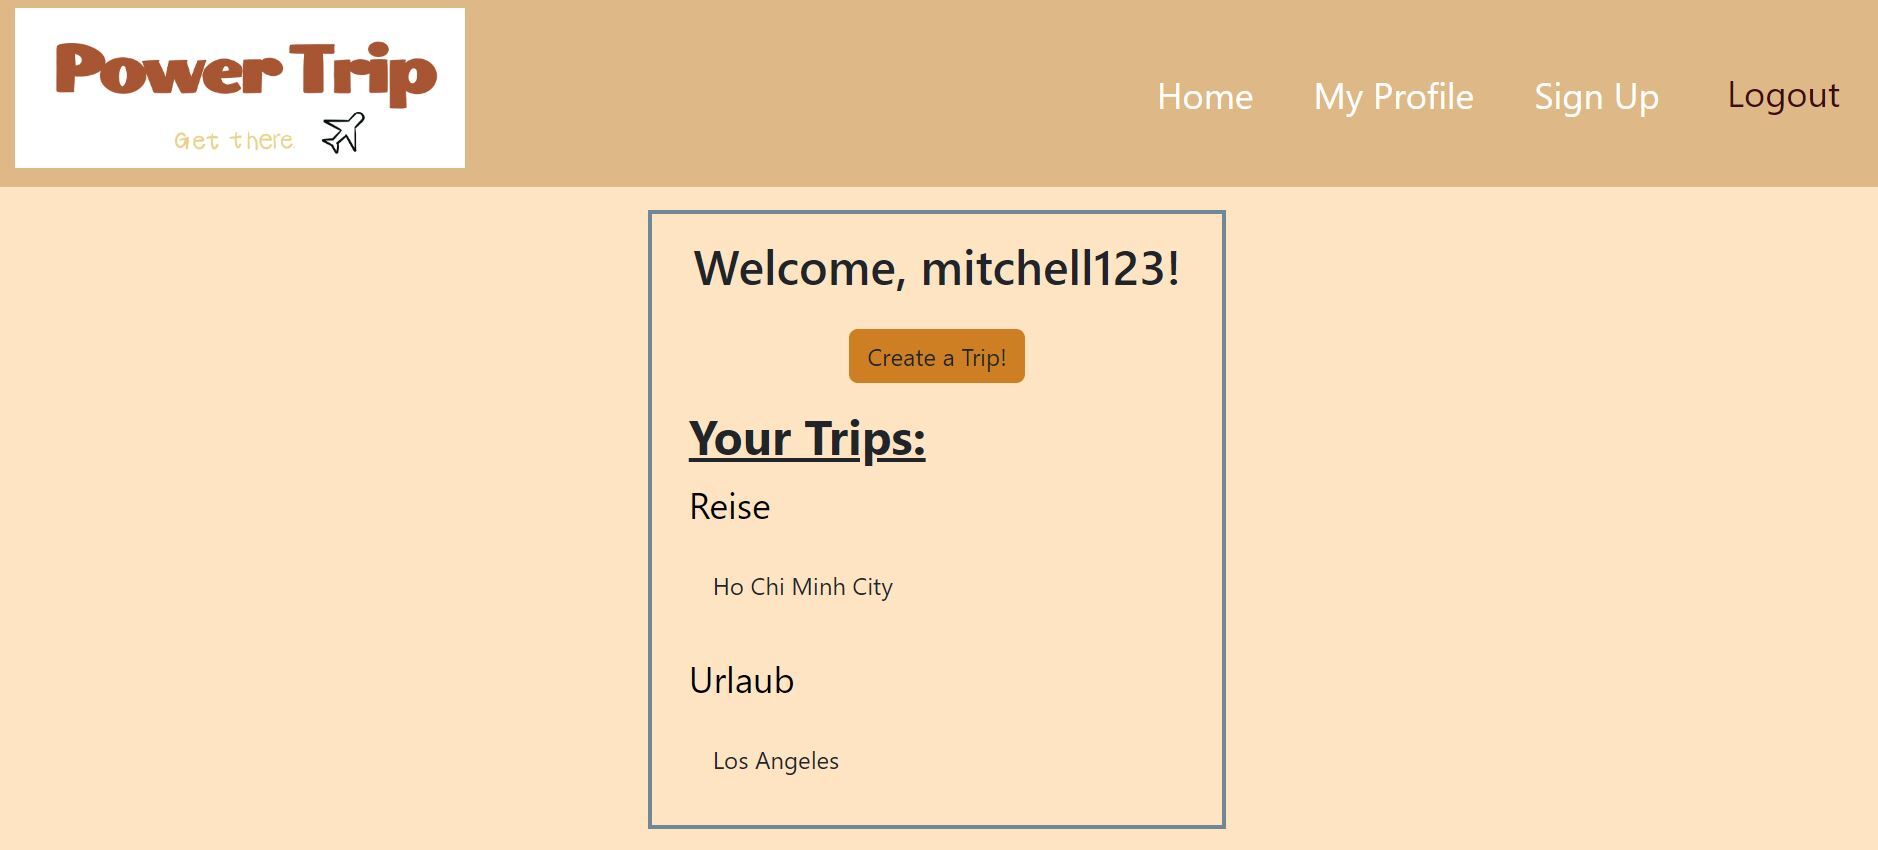 Power Trip
Get there.
Home My Profile Sign Up Logout
Welcome, mitchell123!
Create a Trip!
Your Trips:
Reise
Ho Chi Minh City
Urlaub
Los Angeles